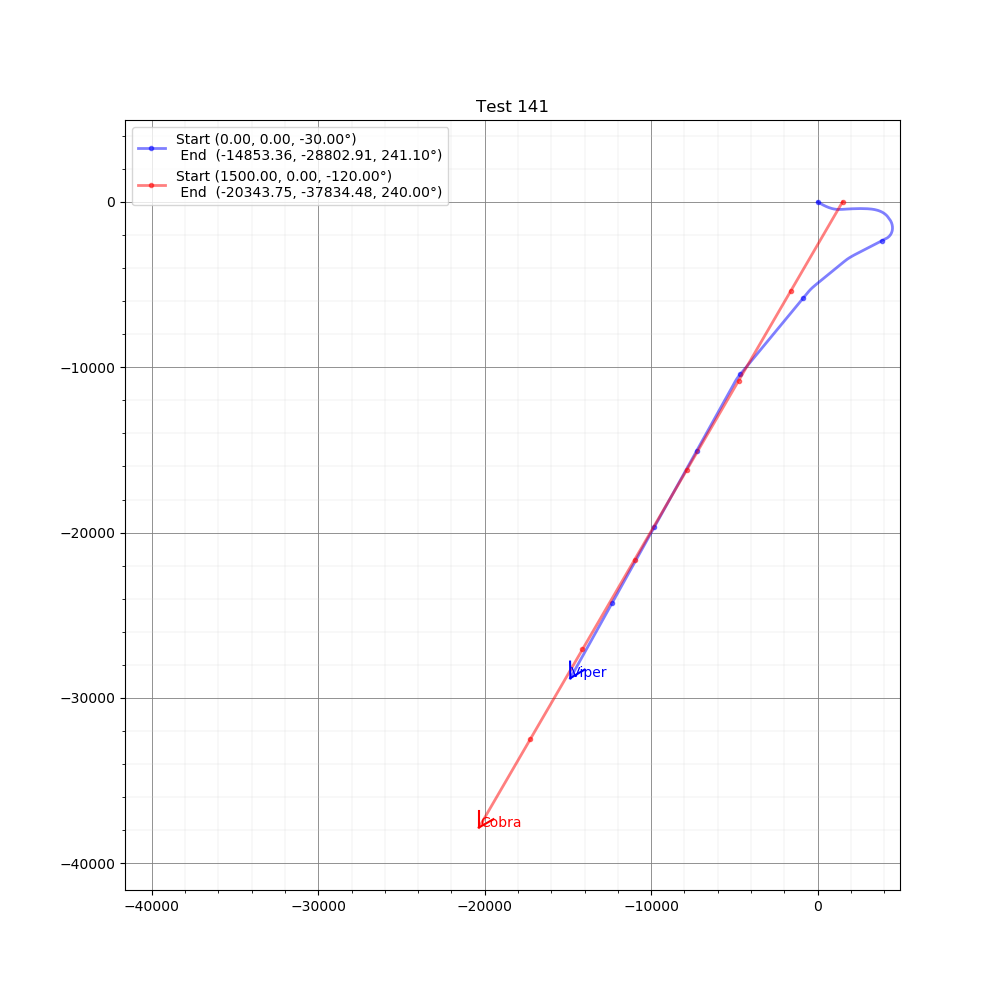 Test 141
Start (0.00, 0.00, -30.00°)
End  (-14853.36, -28802.91, 241.10°)
Start (1500.00, 0.00, -120.00°)
End  (-20343.75, -37834.48, 240.00°)
0
−10000
−20000
−30000
−40000
Viper
Cobra
−40000
−30000
−20000
−10000
0